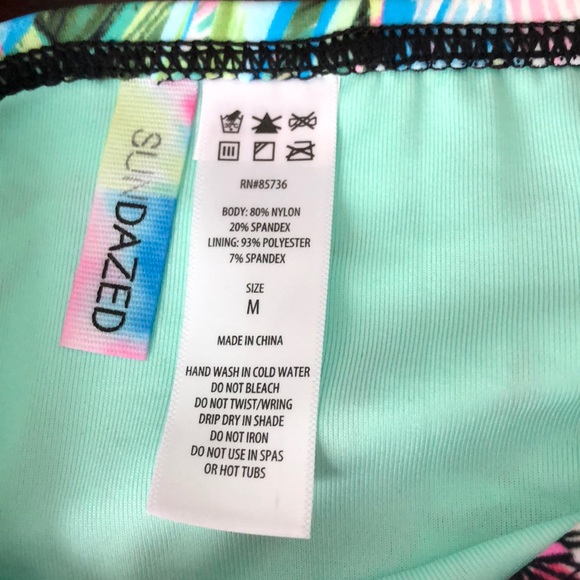 SUNDAZED
RN#85736
BODY: 80% NYLON
20% SPANDEX
LINING: 93% POLYESTER
7% SPANDEX
SIZE
M
MADE IN CHINA
HAND WASH IN COLD WATER
DO NOT BLEACH
DO NOT TWIST/WRING
DRIP DRY IN SHADE
DO NOT IRON
DO NOT USE IN SPAS
OR HOT TUBS